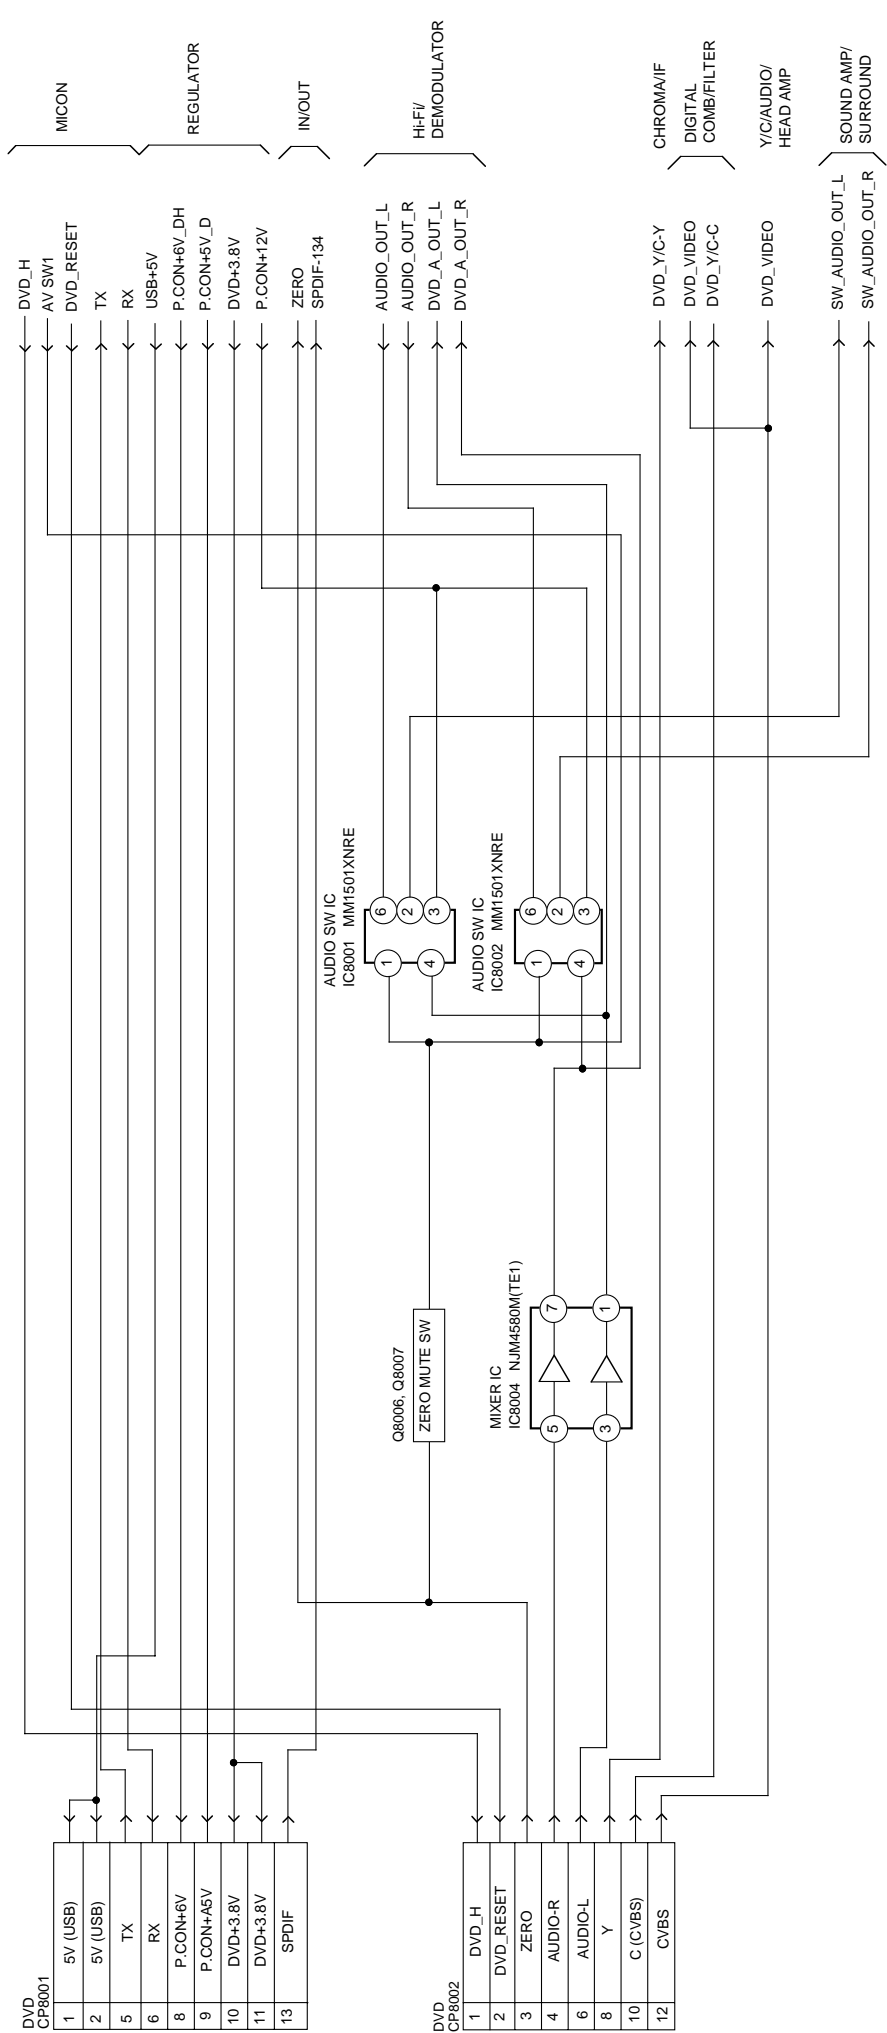 MICON
REGULATOR
IN/OUT
Hi-Fi/
DEMODULATOR
CHROMA/IF
DIGITAL
COMB/FILTER
Y/C/AUDIO/
HEAD AMP
SOUND AMP/
SURROUND
DVD_H
AV SW1
DVD_RESET
TX
RX
USB+5V
P.CON+6V_DH
P.CON+5V_D
DVD+3.8V
P.CON+12V
ZERO
SPDIF-134
AUDIO_OUT_L
AUDIO_OUT_R
DVD_A_OUT_L
DVD_A_OUT_R
DVD_Y/C-Y
DVD_VIDEO
DVD_Y/C-C
DVD_VIDEO
SW_AUDIO_OUT_L
SW_AUDIO_OUT_R
AUDIO SW IC
IC8001 MM1501XNRE
6
2
3
1
4
AUDIO SW IC
IC8002 MM1501XNRE
6
2
3
1
4
Q8006, Q8007
ZERO MUTE SW
MIXER IC
IC8004 NJM4580M(TE1)
7
1
5
3
DVD
CP8001
1 5V (USB)
2 5V (USB)
5 TX
6 RX
8 P.CON+6V
9 P.CON+A5V
10 DVD+3.8V
11 DVD+3.8V
13 SPDIF
DVD
CP8002
1 DVD_H
2 DVD_RESET
3 ZERO
4 AUDIO-R
6 AUDIO-L
8 Y
10 C (CVBS)
12 CVBS